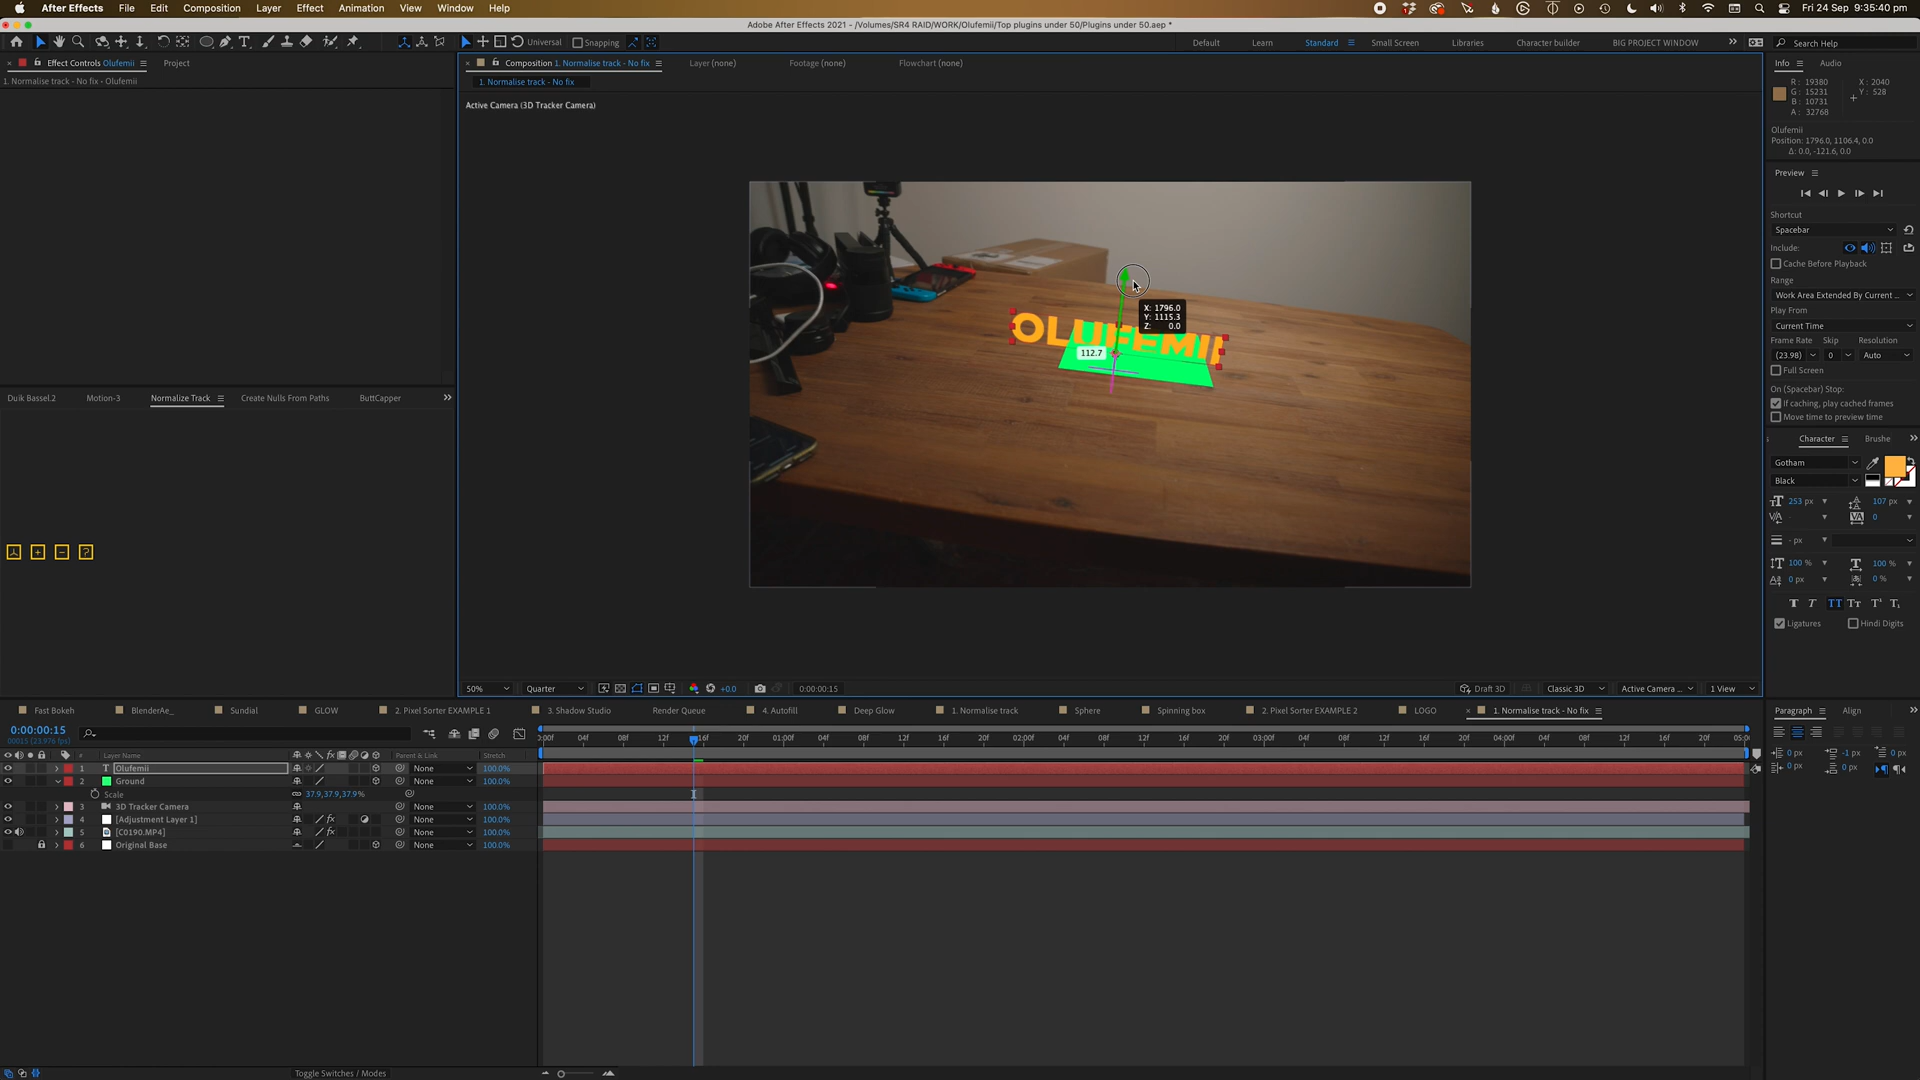 After Effects File Edit Composition Layer Effect Animation View Window Help
Fri 24 Sep 9:35:40 pm
Adobe After Effects 2021 - /Volumes/SR4 RAID/WORK/Olufemii/Top plugins under 50/Plugins under 50.aep *
Universal Snapping
Default Learn Standard Small Screen Libraries Character builder BIG PROJECT WINDOW Search Help
Effect Controls Olufemii Project
1. Normalise track - No fix • Olufemii
Composition 1. Normalise track - No fix Layer (none) Footage (none) Flowchart (none)
1. Normalise track - No fix
Active Camera (3D Tracker Camera)
Info Audio
R: 19380 X: 2040
G: 15231 Y: 528
B: 10731
A: 32768
Olufemii
Position: 1796.0, 1106.4, 0.0
Δ: 0.0, -121.6, 0.0
Preview
Shortcut
Spacebar
Include:
Cache Before Playback
Range
Work Area Extended By Current ...
Play From
Current Time
Frame Rate Skip Resolution
(23.98) 0 Auto
Full Screen
On (Spacebar) Stop:
If caching, play cached frames
Move time to preview time
OLUFEMII
X: 1796.0
Y: 1115.3
Z: 0.0
112.7
Duik Bassel.2 Motion-3 Normalize Track Create Nulls From Paths ButtCapper
+ - ?
Character Brushe
Gotham
Black
253 px 107 px
0
- px
100 % 100 %
0 px 0 %
T T TT Tт T¹ T₁
Ligatures Hindi Digits
50% Quarter +0.0 0:00:00:15 Draft 3D Classic 3D Active Camera ... 1 View
Fast Bokeh BlenderAe_ Sundial GLOW 2. Pixel Sorter EXAMPLE 1 3. Shadow Studio Render Queue 4. Autofill Deep Glow 1. Normalise track Sphere Spinning box 2. Pixel Sorter EXAMPLE 2 LOGO 1. Normalise track - No fix
0:00:00:15
00015 (23.976 fps)
04f 08f 12f 16f 20f 01:00f 04f 08f 12f 16f 20f 02:00f 04f 08f 12f 16f 20f 03:00f 04f 08f 12f 16f 20f 04:00f 04f 08f 12f 16f 20f
# Layer Name fx Parent & Link Stretch
1 T Olufemii None 100.0%
2 Ground None 100.0%
Scale 37.9,37.9,37.9%
3 3D Tracker Camera None 100.0%
4 [Adjustment Layer 1] fx None 100.0%
5 [C0190.MP4] fx None 100.0%
6 Original Base None 100.0%
Paragraph Align
0 px -1 px 0 px
0 px 0 px
Toggle Switches / Modes